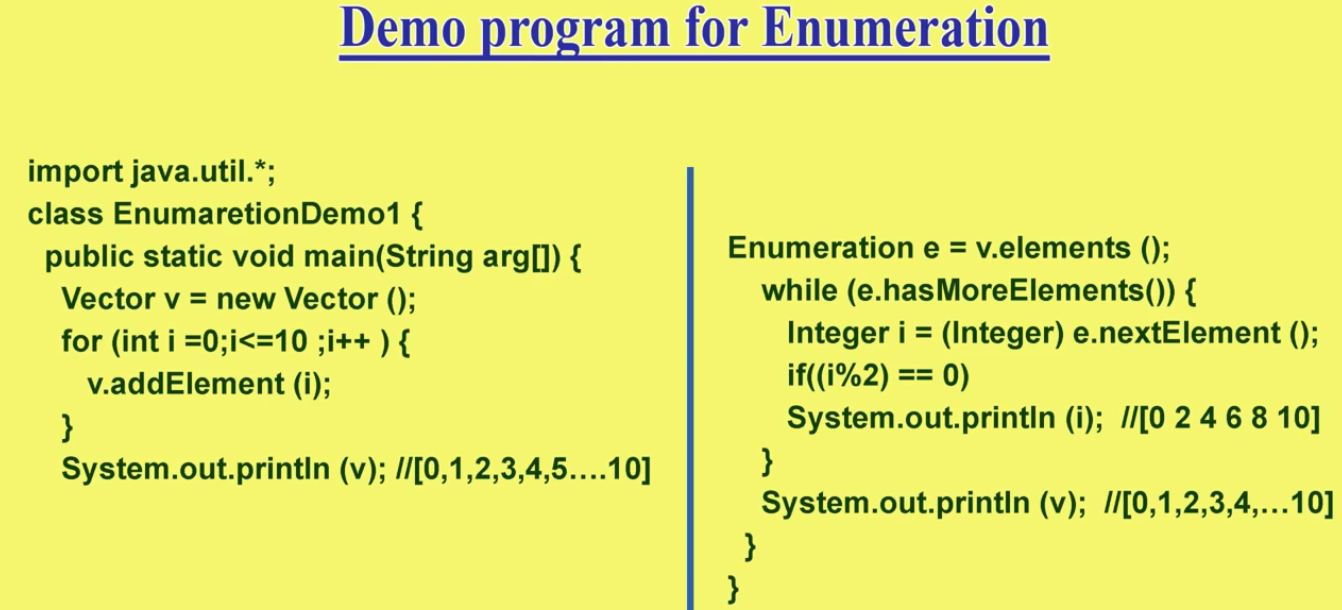 Demo program for Enumeration
import java.util.*;
class EnumaretionDemo1 {
public static void main(String arg[]) {
Vector v = new Vector ();
for (int i =0;i<=10 ;i++ ) {
v.addElement (i);
}
System.out.println (v); //[0,1,2,3,4,5....10]
Enumeration e = v.elements ();
while (e.hasMoreElements()) {
Integer i = (Integer) e.nextElement ();
if((i%2) == 0)
System.out.println (i); //[0 2 4 6 8 10]
}
System.out.println (v); //[0,1,2,3,4,...10]
}
}